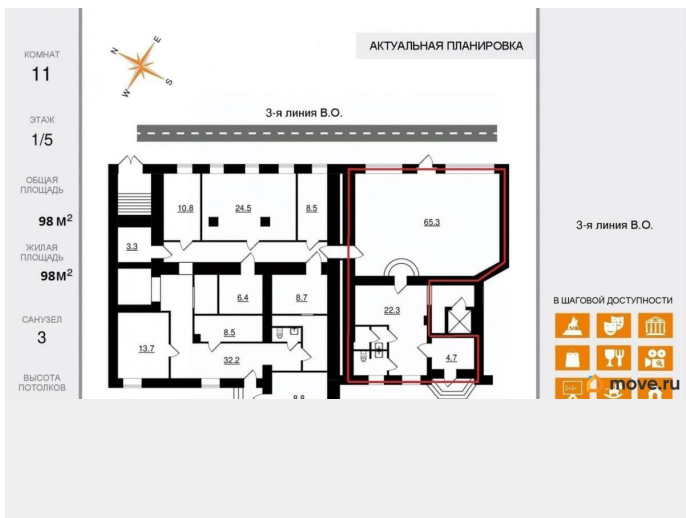 КОМНАТ
11
ЭТАЖ
1/5
ОБЩАЯ
ПЛОЩАДЬ
98 М²
ЖИЛАЯ
ПЛОЩАДЬ
98М²
САНУЗЕЛ
3
ВЫСОТА
ПОТОЛКОВ
N
E
S
W
АКТУАЛЬНАЯ ПЛАНИРОВКА
3-я линия В.О.
10.8
24.5
8.5
65.3
3.3
6.4
8.7
22.3
8.5
13.7
32.2
4.7
8.8
3-я линия В.О.
В ШАГОВОЙ ДОСТУПНОСТИ
move.ru